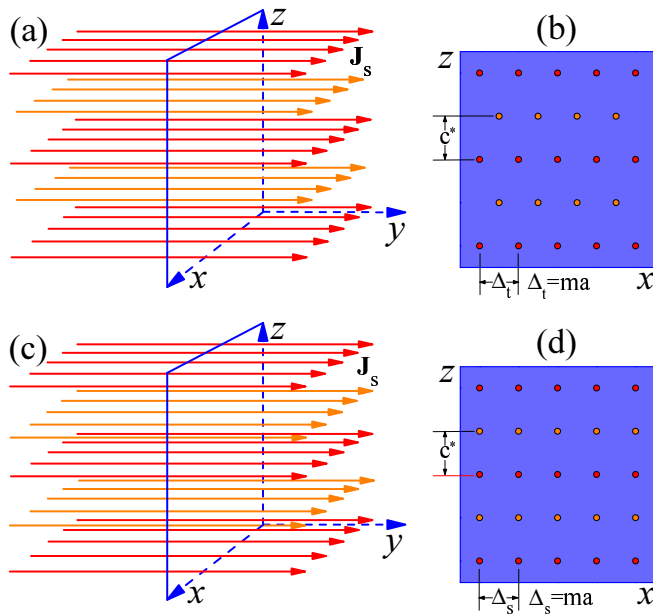 (a)
z
J_s
x
y
(b)
z
c*
Δ_t
Δ_t=ma
x
(c)
z
J_s
x
y
(d)
z
c*
Δ_s
Δ_s=ma
x